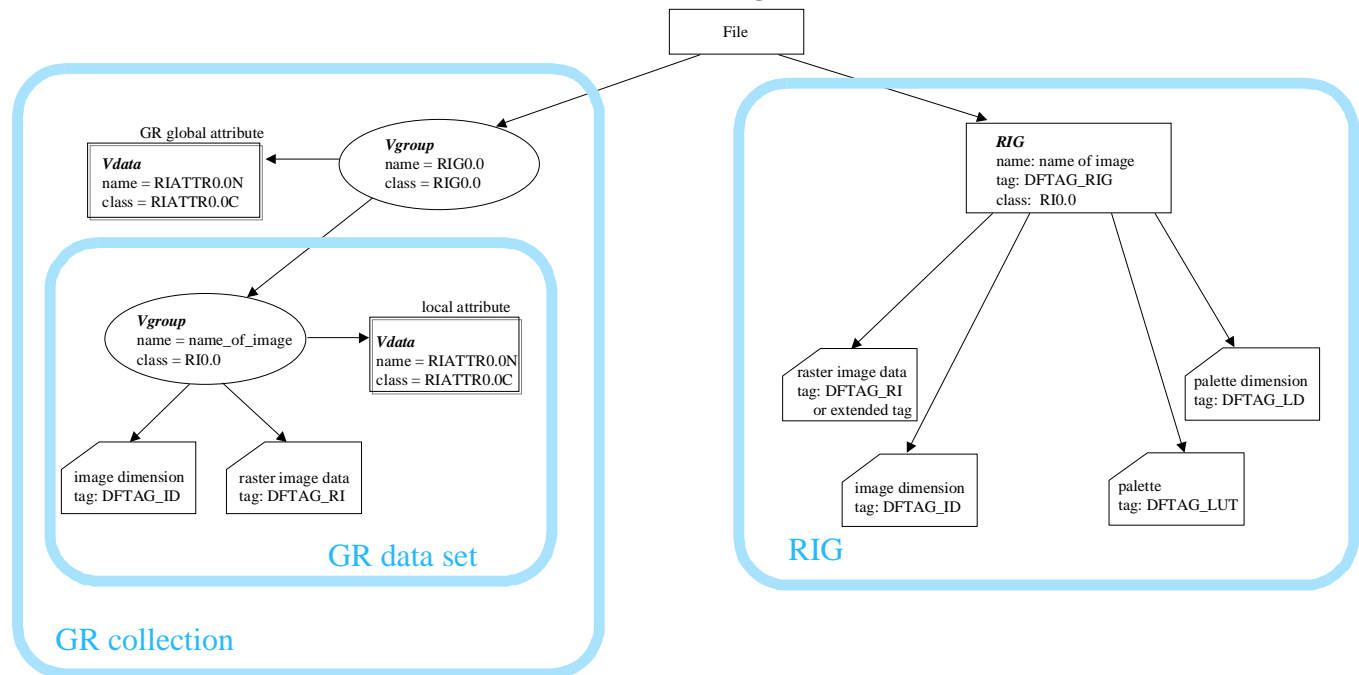 File
GR global attribute
Vdata
name = RIATTR0.0N
class = RIATTR0.0C
Vgroup
name = RIG0.0
class = RIG0.0
local attribute
Vgroup
name = name_of_image
class = RI0.0
Vdata
name = RIATTR0.0N
class = RIATTR0.0C
image dimension
tag: DFTAG_ID
raster image data
tag: DFTAG_RI
GR data set
GR collection
RIG
name: name of image
tag: DFTAG_RIG
class:  RI0.0
raster image data
tag: DFTAG_RI
or extended tag
palette dimension
tag: DFTAG_LD
image dimension
tag: DFTAG_ID
palette
tag: DFTAG_LUT
RIG